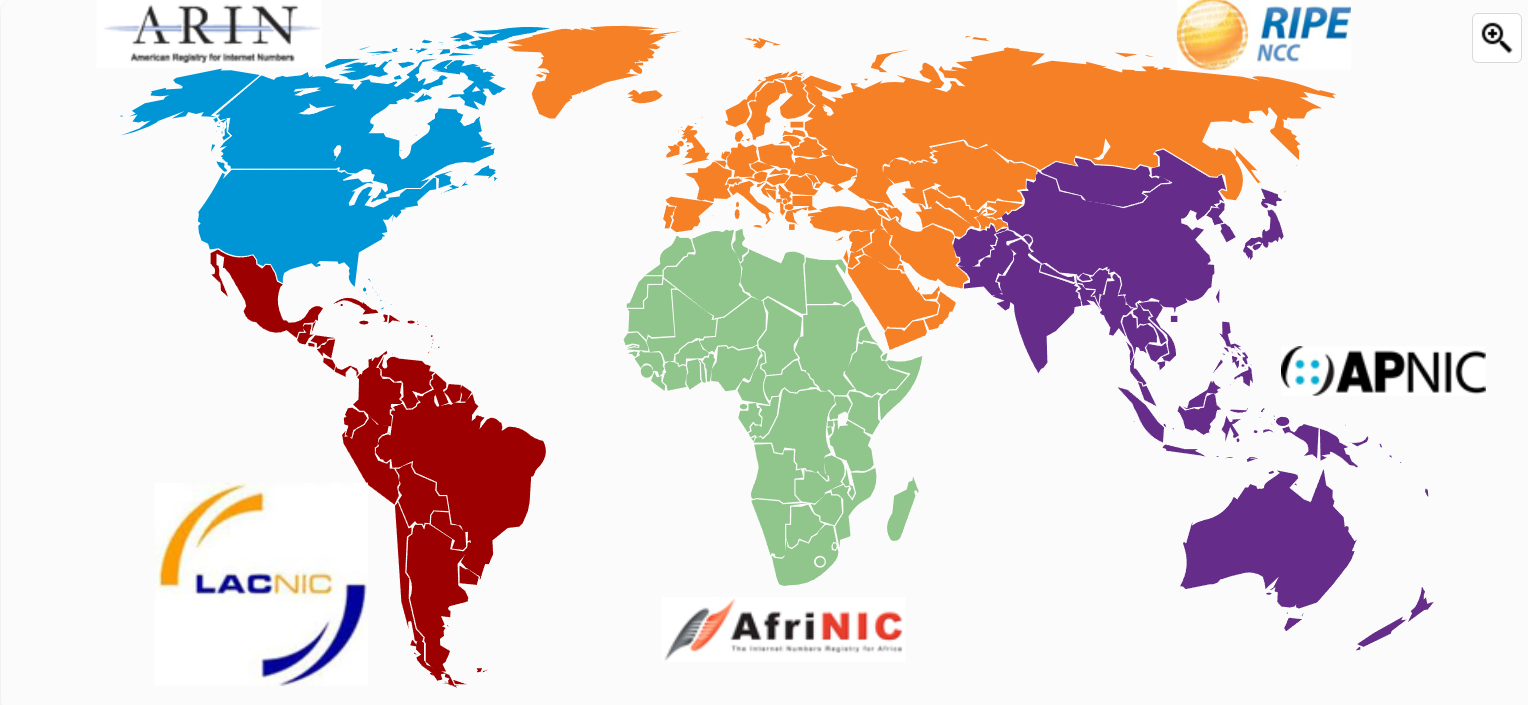 ARIN
American Registry for Internet Numbers
RIPE
NCC
APNIC
LACNIC
AfriNIC
The Internet Numbers Registry for Africa